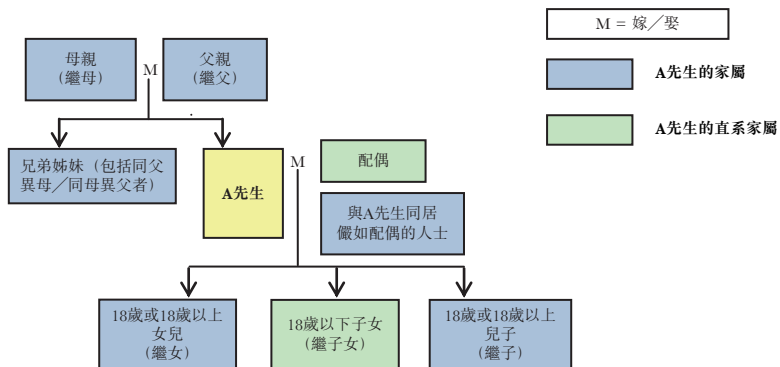 M = 嫁／娶
母親
(繼母)
M
父親
(繼父)
A先生的家屬
A先生的直系家屬
兄弟姊妹（包括同父
異母／同母異父者）
A先生
M
配偶
與A先生同居
儼如配偶的人士
18歲或18歲以上
女兒
(繼女)
18歲以下子女
(繼子女)
18歲或18歲以上
兒子
(繼子)